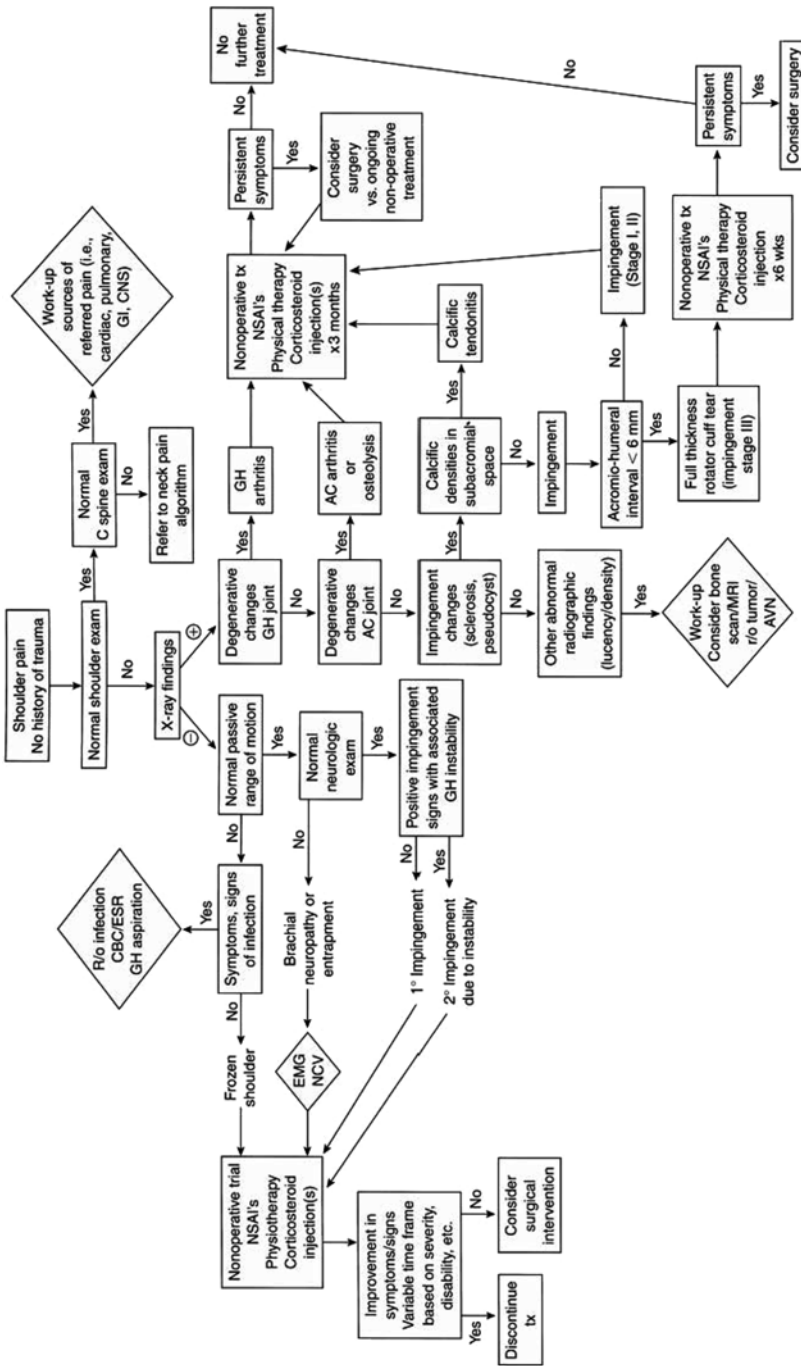 Shoulder pain
No history of trauma
Normal shoulder exam
Yes
Normal
C spine exam
Yes
Work-up
sources of
referred pain (i.e.,
cardiac, pulmonary,
GI, CNS)
No
Refer to neck pain
algorithm
No
X-ray findings
−
+
Normal passive
range of motion
No
Symptoms, signs
of infection
Yes
R/o infection
CBC/ESR
GH aspiration
No
Frozen
shoulder
Yes
Normal
neurologic
exam
No
Brachial
neuropathy or
entrapment
EMG
NCV
Yes
Positive impingement
signs with associated
GH instability
No
1° Impingement
Yes
2° Impingement
due to instability
Nonoperative trial
NSAI's
Physiotherapy
Corticosteroid
injection(s)
Improvement in
symptoms/signs
Variable time frame
based on severity,
disability, etc.
Yes
Discontinue
tx
No
Consider
surgical
intervention
Degenerative
changes
GH joint
Yes
GH
arthritis
No
Degenerative
changes
AC joint
Yes
AC arthritis
or
osteolysis
No
Impingement
changes
(sclerosis,
pseudocyst)
Yes
Calcific
densities in
subacromial
space
Yes
Calcific
tendonitis
No
Impingement
Acromio-humeral
interval < 6 mm
No
Impingement
(Stage I, II)
Yes
Full thickness
rotator cuff tear
(impingement
stage III)
No
Other abnormal
radiographic
findings
(lucency/density)
Yes
Work-up
Consider bone
scan/MRI
r/o tumor/
AVN
Nonoperative tx
NSAI's
Physical therapy
Corticosteroid
injection(s)
x3 months
Persistent
symptoms
No
No
further
treatment
Yes
Consider
surgery
vs. ongoing
non-operative
treatment
Nonoperative tx
NSAI's
Physical therapy
Corticosteroid
injection
x6 wks
Persistent
symptoms
No
Yes
Consider surgery